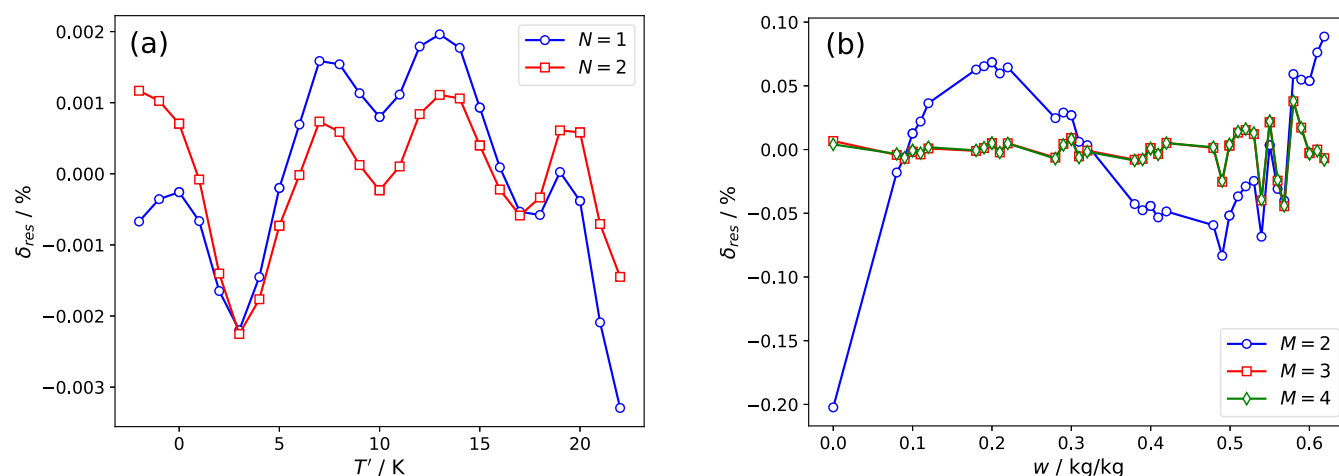 (a)
N = 1
N = 2
0.002
0.001
0.000
−0.001
−0.002
−0.003
δres / %
0
5
10
15
20
T′ / K
(b)
0.10
0.05
0.00
−0.05
−0.10
−0.15
−0.20
δres / %
M = 2
M = 3
M = 4
0.0
0.1
0.2
0.3
0.4
0.5
0.6
w / kg/kg